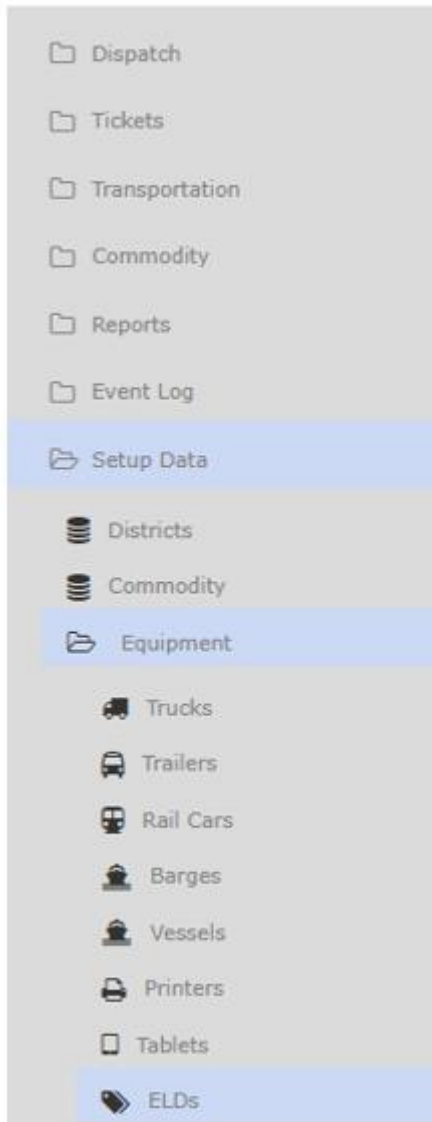 Dispatch
Tickets
Transportation
Commodity
Reports
Event Log
Setup Data
Districts
Commodity
Equipment
Trucks
Trailers
Rail Cars
Barges
Vessels
Printers
Tablets
ELDs